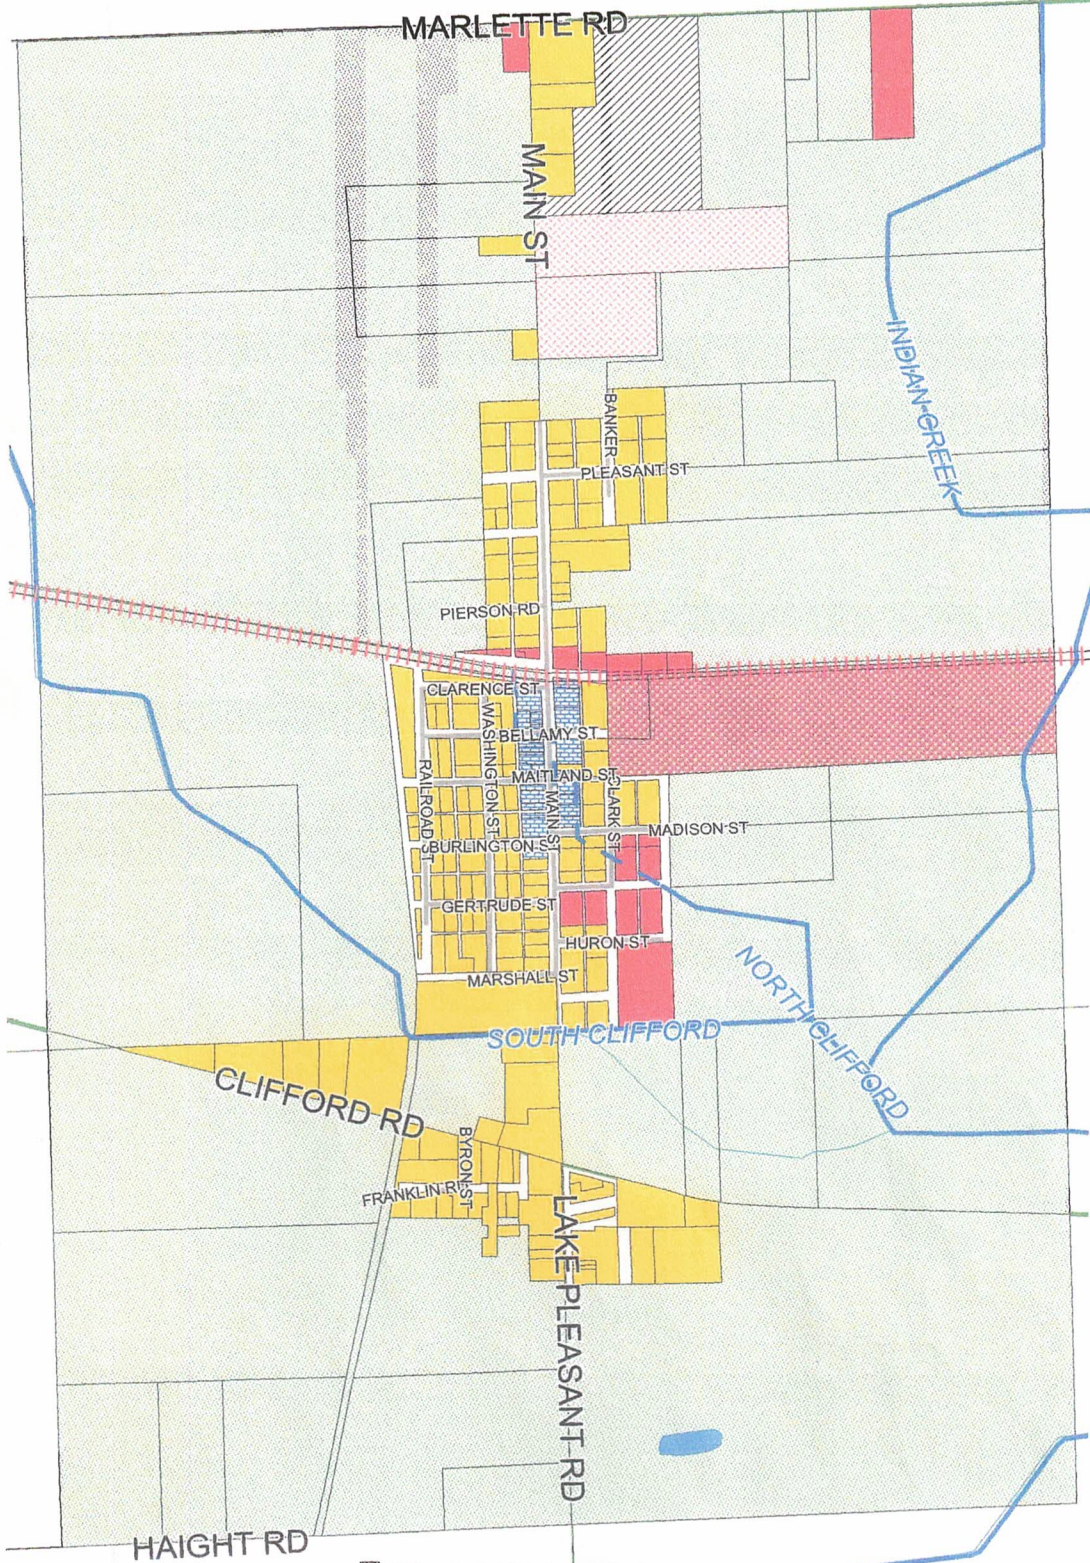 MARLETTE RD
MAIN ST
INDIAN CREEK
BANKER
PLEASANT ST
PIERSON RD
CLARENCE ST
WASHINGTON ST
BELLAMY ST
RAILROAD ST
MAITLAND ST
MAIN ST
CLARK ST
MADISON ST
BURLINGTON S
GERTRUDE ST
HURON ST
MARSHALL ST
NORTH CLIFFORD
SOUTH CLIFFORD
CLIFFORD RD
BYRON ST
FRANKLIN R
LAKE PLEASANT RD
HAIGHT RD